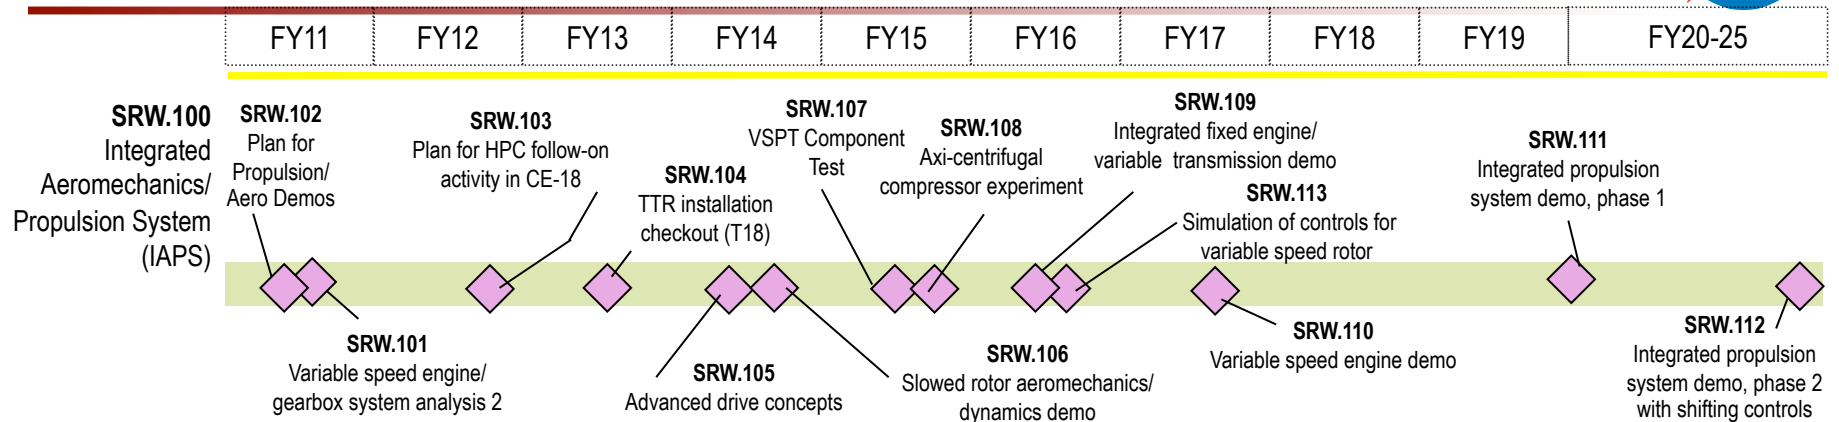 FY11 FY12 FY13 FY14 FY15 FY16 FY17 FY18 FY19 FY20-25
SRW.100
Integrated
Aeromechanics/
Propulsion System
(IAPS)
SRW.102
Plan for
Propulsion/
Aero Demos
SRW.103
Plan for HPC follow-on
activity in CE-18
SRW.104
TTR installation
checkout (T18)
SRW.107
VSPT Component
Test
SRW.108
Axi-centrifugal
compressor experiment
SRW.109
Integrated fixed engine/
variable transmission demo
SRW.113
Simulation of controls for
variable speed rotor
SRW.111
Integrated propulsion
system demo, phase 1
SRW.101
Variable speed engine/
gearbox system analysis 2
SRW.105
Advanced drive concepts
SRW.106
Slowed rotor aeromechanics/
dynamics demo
SRW.110
Variable speed engine demo
SRW.112
Integrated propulsion
system demo, phase 2
with shifting controls